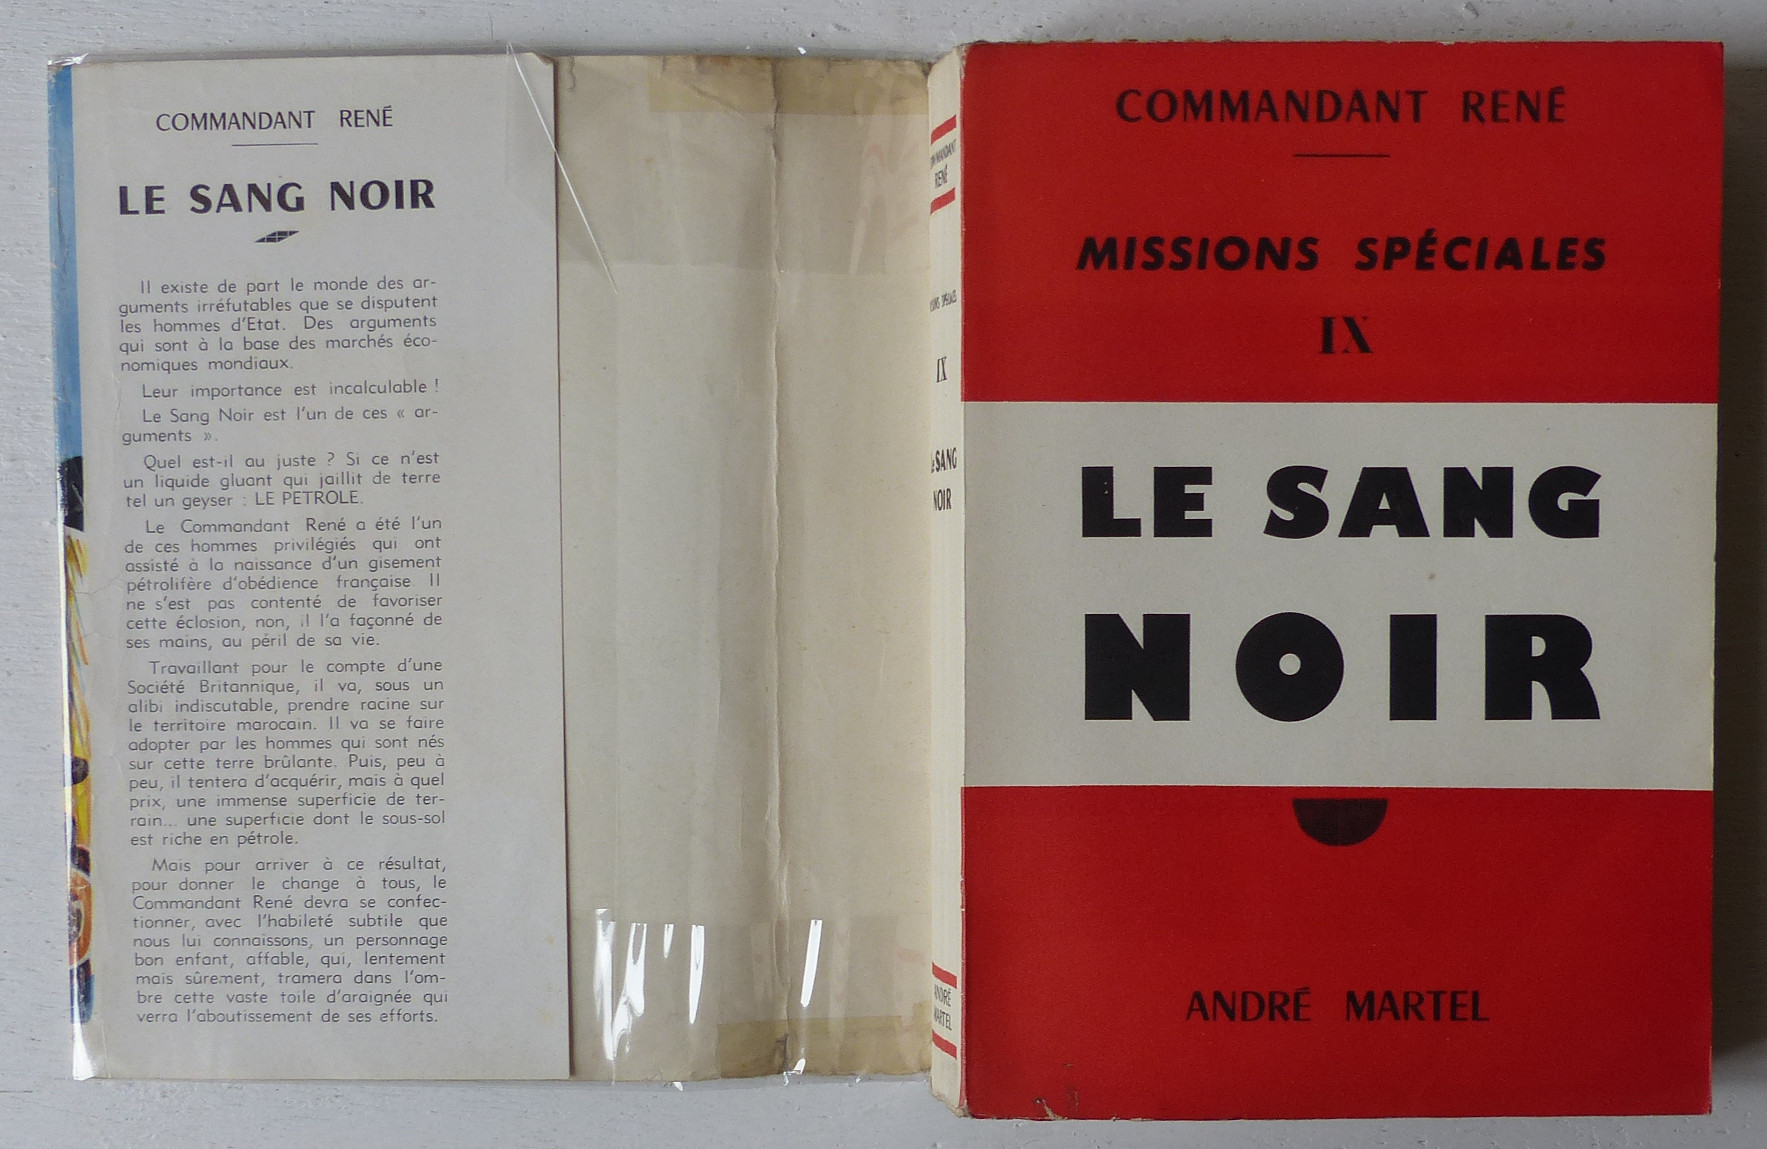 COMMANDANT RENÉ
LE SANG NOIR
Il existe de part le monde des ar-
guments irréfutables que se disputent
les hommes d'Etat. Des arguments
qui sont à la base des marchés éco-
nomiques mondiaux.
Leur importance est incalculable !
Le Sang Noir est l'un de ces « ar-
guments ».
Quel est-il au juste ? Si ce n'est
un liquide gluant qui jaillit de terre
tel un geyser : LE PETROLE.
Le Commandant René a été l'un
de ces hommes privilégiés qui ont
assisté à la naissance d'un gisement
pétrolifère d'obédience française. Il
ne s'est pas contenté de favoriser
cette éclosion, non, il l'a façonné de
ses mains, au péril de sa vie.
Travaillant pour le compte d'une
Société Britannique, il va, sous un
alibi indiscutable, prendre racine sur
le territoire marocain. Il va se faire
adopter par les hommes qui sont nés
sur cette terre brûlante. Puis, peu à
peu, il tentera d'acquérir, mais à quel
prix, une immense superficie de ter-
rain... une superficie dont le sous-sol
est riche en pétrole.
Mais pour arriver à ce résultat,
pour donner le change à tous, le
Commandant René devra se confec-
tionner, avec l'habileté subtile que
nous lui connaissons, un personnage
bon enfant, affable, qui, lentement
mais sûrement, tramera dans l'om-
bre cette vaste toile d'araignée qui
verra l'aboutissement de ses efforts.
RENÉ
IX
SANG
NOIR
ANDRÉ
MARTEL
COMMANDANT RENÉ
MISSIONS SPÉCIALES
IX
LE SANG
NOIR
ANDRÉ MARTEL